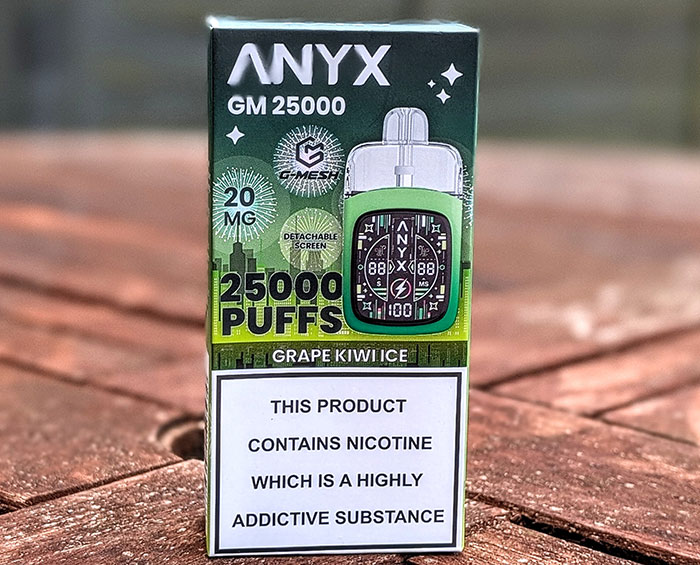 ANYX
GM 25000
G-MESH
20
MG
DETACHABLE
SCREEN
25000
PUFFS
ANYX
88 88
S MS
100
GRAPE KIWI ICE
THIS PRODUCT
CONTAINS NICOTINE
WHICH IS A HIGHLY
ADDICTIVE SUBSTANCE